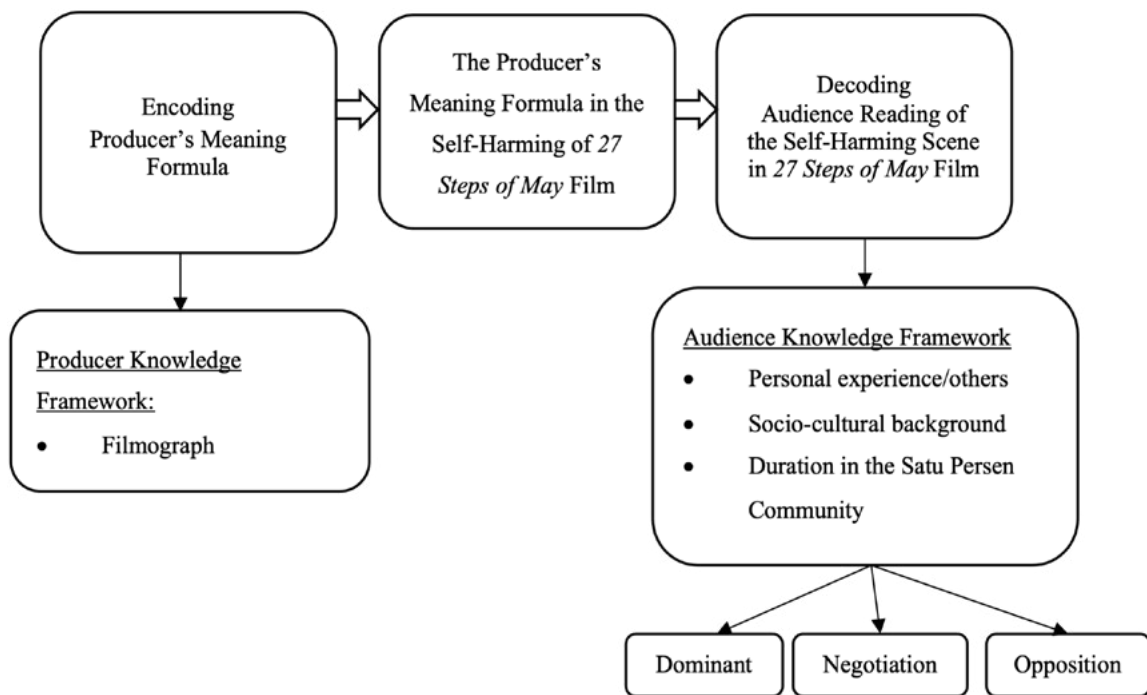 Encoding
Producer's Meaning
Formula
The Producer's
Meaning Formula in the
Self-Harming of 27
Steps of May Film
Decoding
Audience Reading of
the Self-Harming Scene
in 27 Steps of May Film
Producer Knowledge
Framework:
• Filmograph
Audience Knowledge Framework
• Personal experience/others
• Socio-cultural background
• Duration in the Satu Persen
Community
Dominant
Negotiation
Opposition